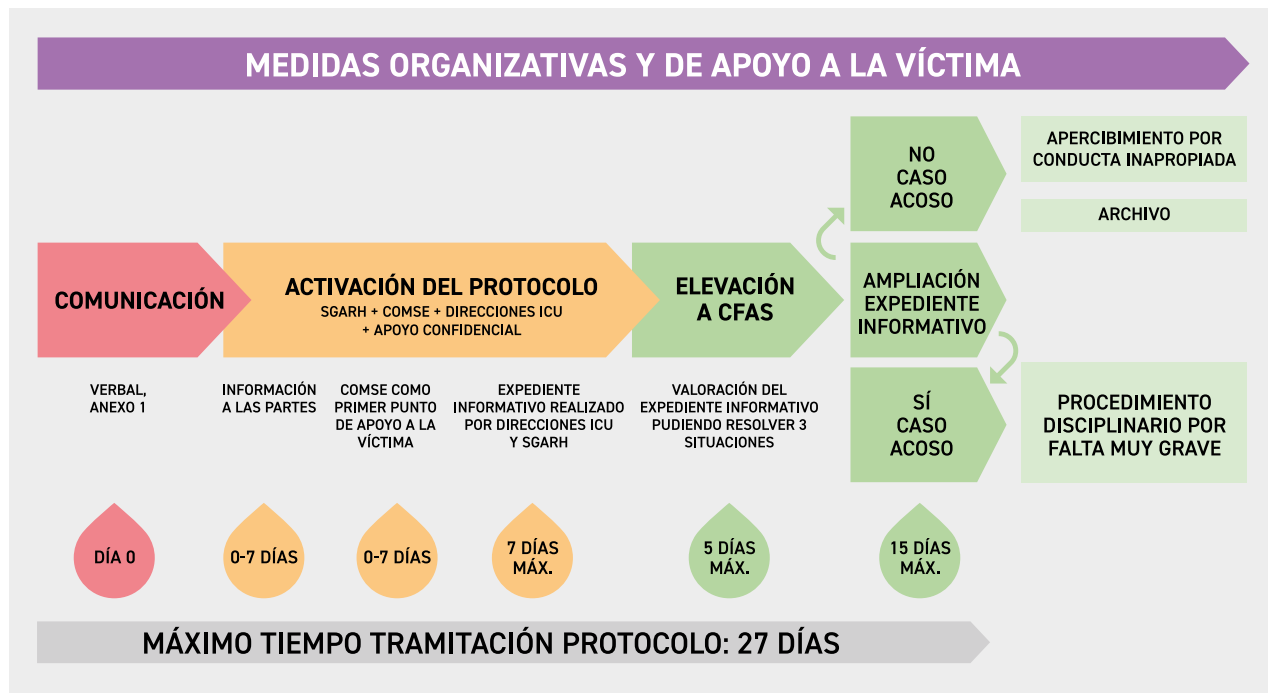 MEDIDAS ORGANIZATIVAS Y DE APOYO A LA VÍCTIMA
COMUNICACIÓN
ACTIVACIÓN DEL PROTOCOLO
SGARH + COMSE + DIRECCIONES ICU
+ APOYO CONFIDENCIAL
ELEVACIÓN
A CFAS
NO
CASO
ACOSO
APERCIBIMIENTO POR
CONDUCTA INAPROPIADA
ARCHIVO
AMPLIACIÓN
EXPEDIENTE
INFORMATIVO
SÍ
CASO
ACOSO
PROCEDIMIENTO
DISCIPLINARIO POR
FALTA MUY GRAVE
VERBAL,
ANEXO 1
INFORMACIÓN
A LAS PARTES
COMSE COMO
PRIMER PUNTO
DE APOYO A LA
VÍCTIMA
EXPEDIENTE
INFORMATIVO REALIZADO
POR DIRECCIONES ICU
Y SGARH
VALORACIÓN DEL
EXPEDIENTE INFORMATIVO
PUDIENDO RESOLVER 3
SITUACIONES
DÍA 0
0-7 DÍAS
0-7 DÍAS
7 DÍAS
MÁX.
5 DÍAS
MÁX.
15 DÍAS
MÁX.
MÁXIMO TIEMPO TRAMITACIÓN PROTOCOLO: 27 DÍAS